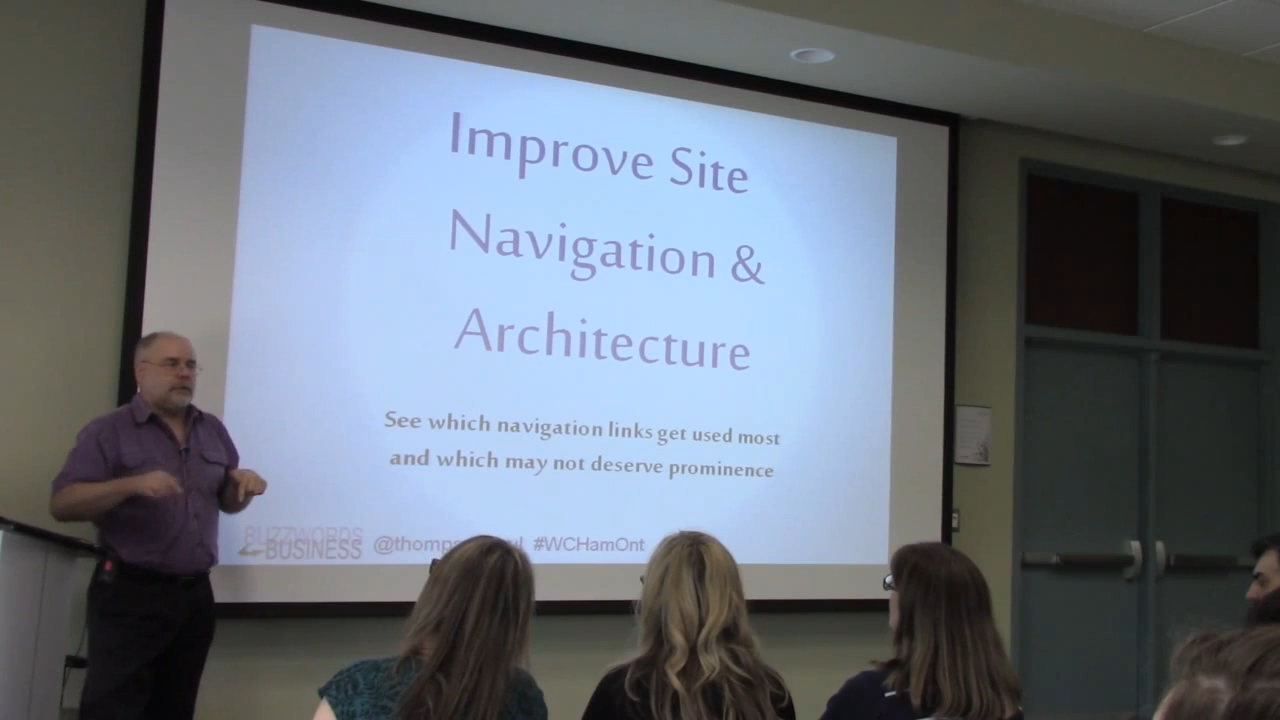 Improve Site
Navigation &
Architecture
See which navigation links get used most
and which may not deserve prominence
BUZZWORDS
BUSINESS
#WCHamOnt